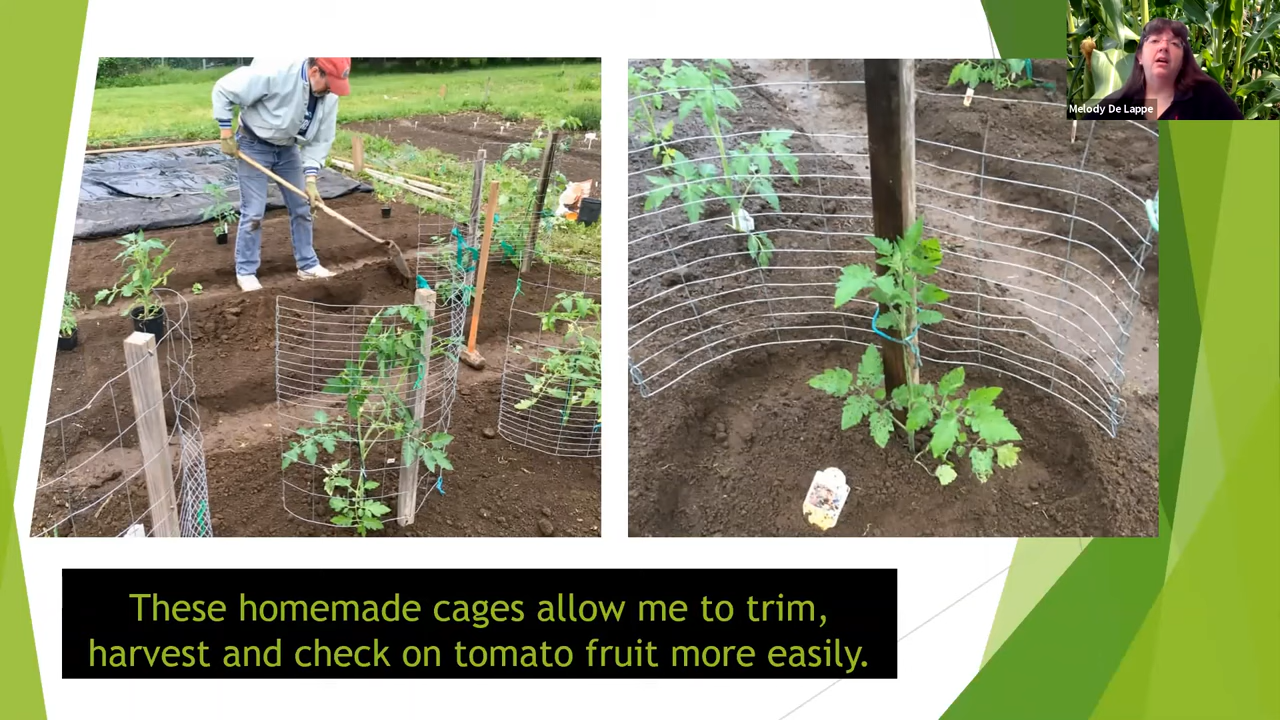 Melody De Lappe
These homemade cages allow me to trim,
harvest and check on tomato fruit more easily.